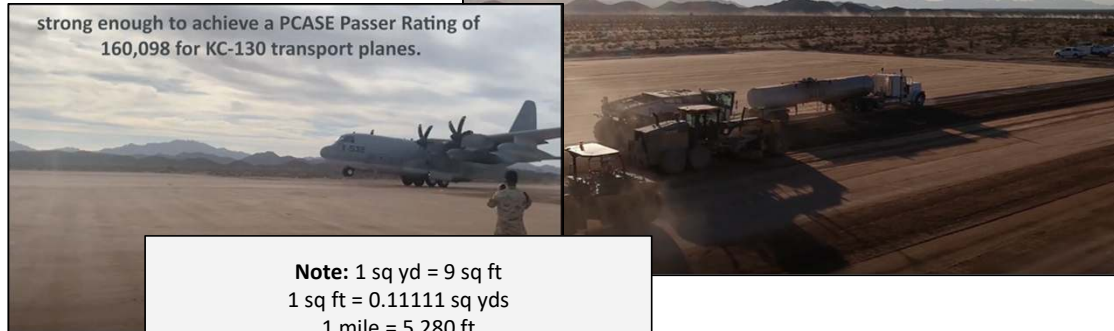 strong enough to achieve a PCASE Passer Rating of
160,098 for KC-130 transport planes.
Note: 1 sq yd = 9 sq ft
1 sq ft = 0.11111 sq yds
1 mile = 5,280 ft